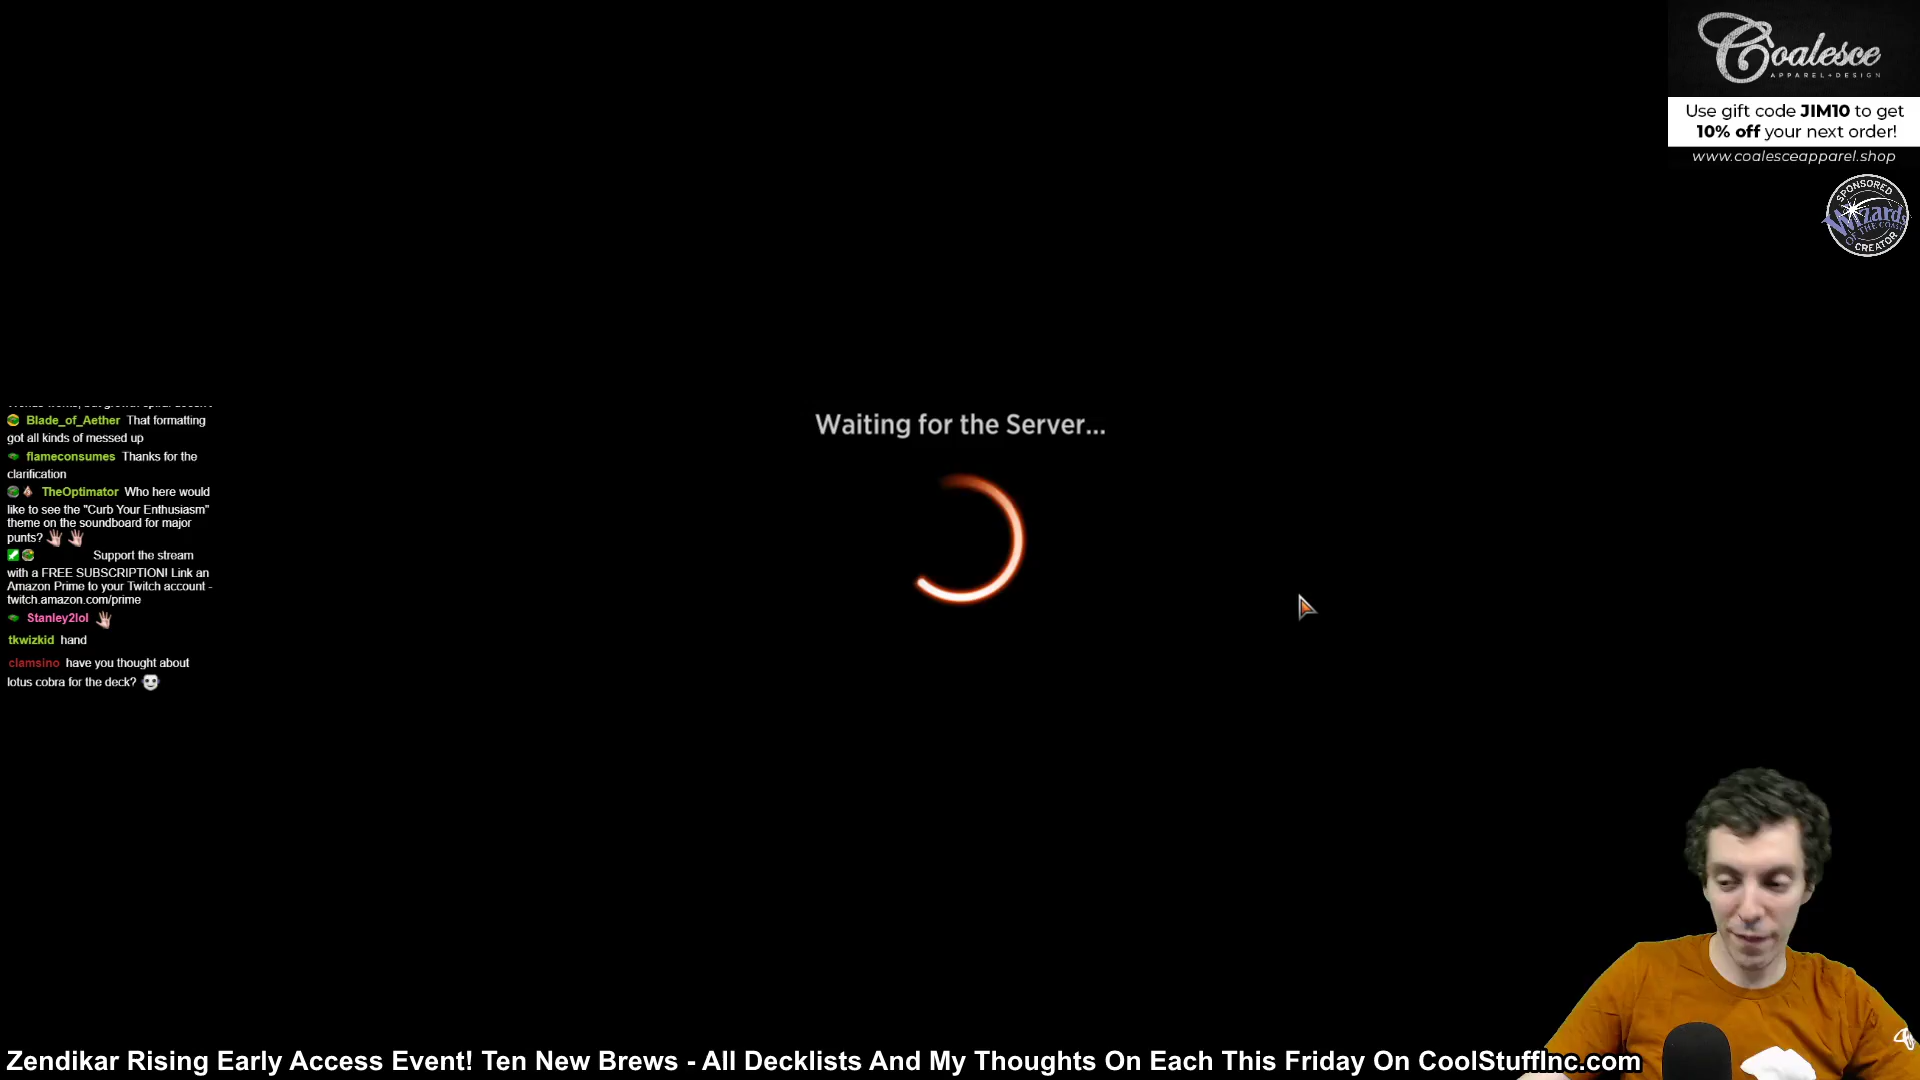 Coalesce
APPAREL+DESIGN
Use gift code JIM10 to get
10% off your next order!
www.coalesceapparel.shop
SPONSORED
Wizards
OF THE COAST
CREATOR
Blade_of_Aether That formatting
got all kinds of messed up
flameconsumes Thanks for the
clarification
TheOptimator Who here would
like to see the "Curb Your Enthusiasm"
theme on the soundboard for major
punts?
Support the stream
with a FREE SUBSCRIPTION! Link an
Amazon Prime to your Twitch account -
twitch.amazon.com/prime
Stanley2lol
tkwizkid hand
clamsino have you thought about
lotus cobra for the deck?
Waiting for the Server...
Zendikar Rising Early Access Event! Ten New Brews - All Decklists And My Thoughts On Each This Friday On CoolStuffInc.com